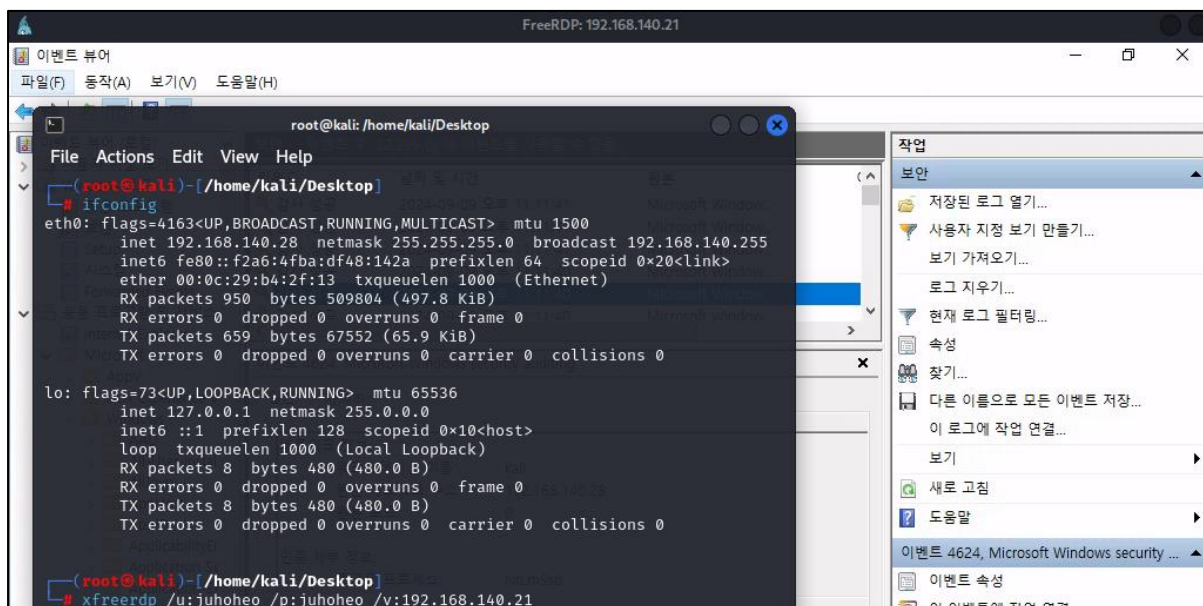 FreeRDP: 192.168.140.21
이벤트 뷰어
파일(F) 동작(A) 보기(V) 도움말(H)
root@kali: /home/kali/Desktop
File Actions Edit View Help
(root㉿kali)-[/home/kali/Desktop]
# ifconfig
eth0: flags=4163<UP,BROADCAST,RUNNING,MULTICAST> mtu 1500
inet 192.168.140.28 netmask 255.255.255.0 broadcast 192.168.140.255
inet6 fe80::f2a6:4fba:df48:142a prefixlen 64 scopeid 0×20<link>
ether 00:0c:29:b4:2f:13 txqueuelen 1000 (Ethernet)
RX packets 950 bytes 509804 (497.8 KiB)
RX errors 0 dropped 0 overruns 0 frame 0
TX packets 659 bytes 67552 (65.9 KiB)
TX errors 0 dropped 0 overruns 0 carrier 0 collisions 0
lo: flags=73<UP,LOOPBACK,RUNNING> mtu 65536
inet 127.0.0.1 netmask 255.0.0.0
inet6 ::1 prefixlen 128 scopeid 0×10<host>
loop txqueuelen 1000 (Local Loopback)
RX packets 8 bytes 480 (480.0 B)
RX errors 0 dropped 0 overruns 0 frame 0
TX packets 8 bytes 480 (480.0 B)
TX errors 0 dropped 0 overruns 0 carrier 0 collisions 0
(root㉿kali)-[/home/kali/Desktop]
# xfreerdp /u:juhoheo /p:juhoheo /v:192.168.140.21
작업
보안
저장된 로그 열기...
사용자 지정 보기 만들기...
보기 가져오기...
로그 지우기...
현재 로그 필터링...
속성
찾기...
다른 이름으로 모든 이벤트 저장...
이 로그에 작업 연결...
보기
새로 고침
도움말
이벤트 4624, Microsoft Windows security ...
이벤트 속성